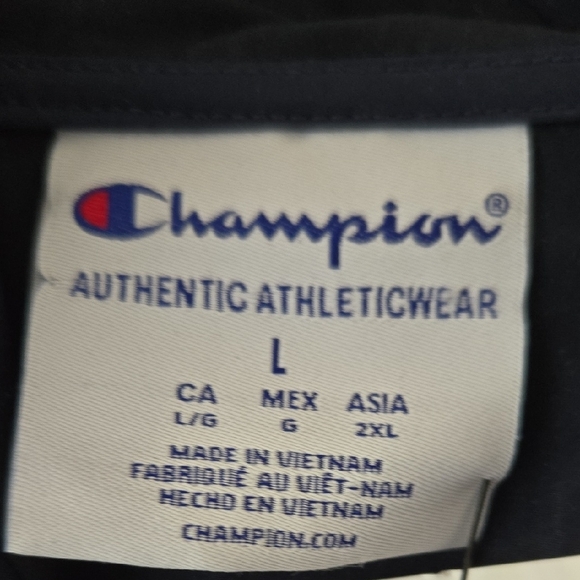 Champion®
AUTHENTIC ATHLETICWEAR
L
CA MEX ASIA
L/G G 2XL
MADE IN VIETNAM
FABRIQUÉ AU VIÊT-NAM
HECHO EN VIETNAM
CHAMPION.COM